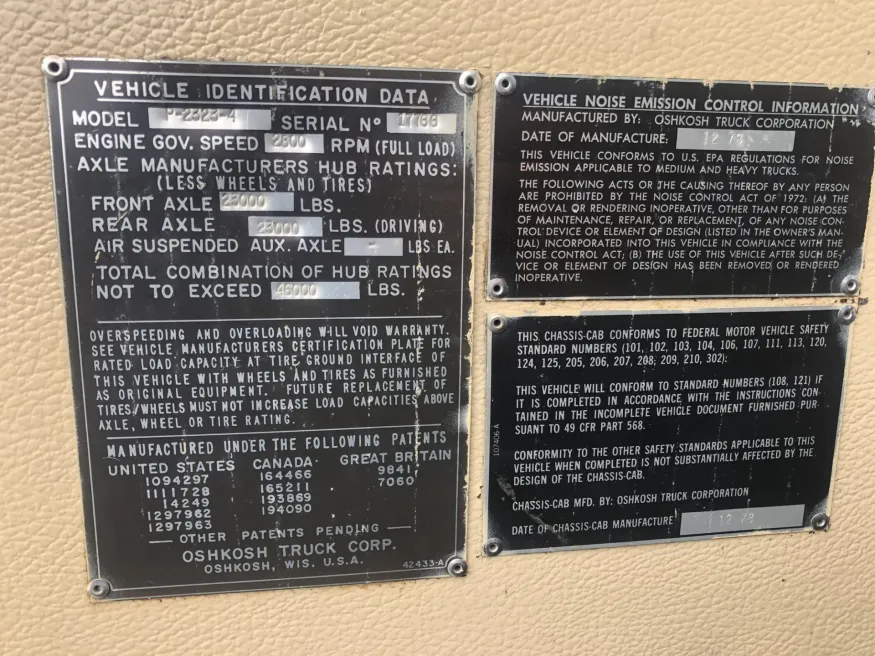 VEHICLE IDENTIFICATION DATA
MODEL P-2323-4 SERIAL Nº 17766
ENGINE GOV. SPEED 2800 RPM (FULL LOAD)
AXLE MANUFACTURERS HUB RATINGS:
(LESS WHEELS AND TIRES)
FRONT AXLE 23000 LBS.
REAR AXLE 23000 LBS. (DRIVING)
AIR SUSPENDED AUX. AXLE - LBS EA.
TOTAL COMBINATION OF HUB RATINGS
NOT TO EXCEED 46000 LBS.
OVERSPEEDING AND OVERLOADING WILL VOID WARRANTY.
SEE VEHICLE MANUFACTURERS CERTIFICATION PLATE FOR
RATED LOAD CAPACITY AT TIRE, GROUND INTERFACE OF
THIS VEHICLE WITH WHEELS AND TIRES AS FURNISHED
AS ORIGINAL EQUIPMENT. FUTURE REPLACEMENT OF
TIRES/WHEELS MUST NOT INCREASE LOAD CAPACITIES ABOVE
AXLE, WHEEL OR TIRE RATING.
MANUFACTURED UNDER THE FOLLOWING PATENTS
UNITED STATES CANADA GREAT BRITAIN
1094297 164466 9841
1111728 165211 7060
14249 193869
1297962 194090
1297963
— OTHER PATENTS PENDING —
OSHKOSH TRUCK CORP.
OSHKOSH, WIS. U.S.A. 42433-A
VEHICLE NOISE EMISSION CONTROL INFORMATION
MANUFACTURED BY: OSHKOSH TRUCK CORPORATION
DATE OF MANUFACTURE: 12 78
THIS VEHICLE CONFORMS TO U.S. EPA REGULATIONS FOR NOISE
EMISSION APPLICABLE TO MEDIUM AND HEAVY TRUCKS.
THE FOLLOWING ACTS OR THE CAUSING THEREOF BY ANY PERSON
ARE PROHIBITED BY THE NOISE CONTROL ACT OF 1972: (A) THE
REMOVAL OR RENDERING INOPERATIVE, OTHER THAN FOR PURPOSES
OF MAINTENANCE, REPAIR, OR REPLACEMENT, OF ANY NOISE CON-
TROL DEVICE OR ELEMENT OF DESIGN (LISTED IN THE OWNER'S MAN-
UAL) INCORPORATED INTO THIS VEHICLE IN COMPLIANCE WITH THE
NOISE CONTROL ACT; (B) THE USE OF THIS VEHICLE AFTER SUCH DE-
VICE OR ELEMENT OF DESIGN HAS BEEN REMOVED OR RENDERED
INOPERATIVE.
THIS CHASSIS-CAB CONFORMS TO FEDERAL MOTOR VEHICLE SAFETY
STANDARD NUMBERS (101, 102, 103, 104, 106, 107, 111, 113, 120,
124, 125, 205, 206, 207, 208, 209, 210, 302):
THIS VEHICLE WILL CONFORM TO STANDARD NUMBERS (108, 121) IF
IT IS COMPLETED IN ACCORDANCE WITH THE INSTRUCTIONS CON-
TAINED IN THE INCOMPLETE VEHICLE DOCUMENT FURNISHED PUR-
SUANT TO 49 CFR PART 568.
CONFORMITY TO THE OTHER SAFETY STANDARDS APPLICABLE TO THIS
VEHICLE WHEN COMPLETED IS NOT SUBSTANTIALLY AFFECTED BY THE
DESIGN OF THE CHASSIS-CAB.
CHASSIS-CAB MFD. BY: OSHKOSH TRUCK CORPORATION
DATE OF CHASSIS-CAB MANUFACTURE 12 78
107406-A